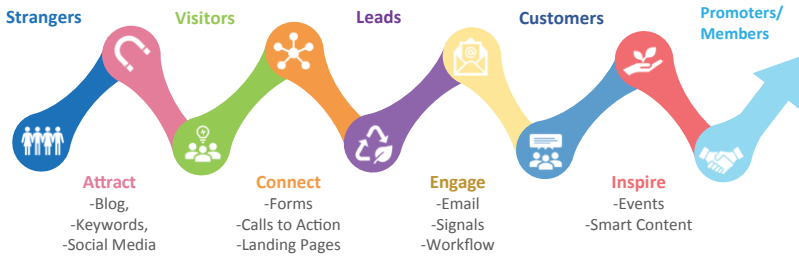 Strangers
Visitors
Leads
Customers
Promoters/
Members
Attract
-Blog,
-Keywords,
-Social Media
Connect
-Forms
-Calls to Action
-Landing Pages
Engage
-Email
-Signals
-Workflow
Inspire
-Events
-Smart Content